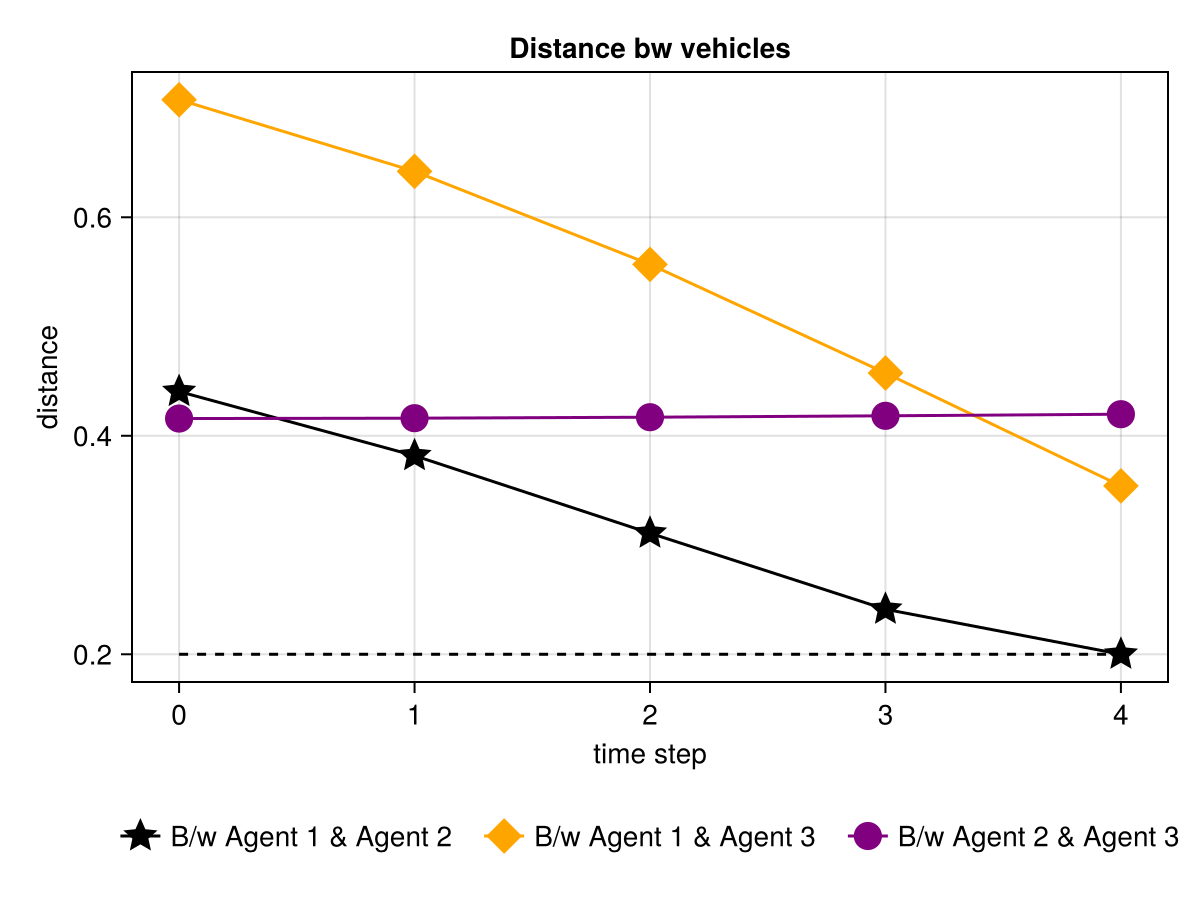 Distance bw vehicles
distance
0.6
0.4
0.2
0 1 2 3 4
time step
B/w Agent 1 & Agent 2 B/w Agent 1 & Agent 3 B/w Agent 2 & Agent 3